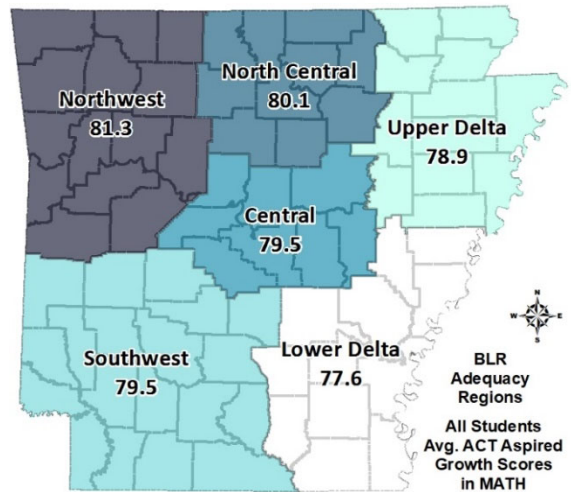 North Central
80.1
Northwest
81.3
Upper Delta
78.9
Central
79.5
Southwest
79.5
Lower Delta
77.6
N
W E
S
BLR
Adequacy
Regions
All Students
Avg. ACT Aspired
Growth Scores
in MATH